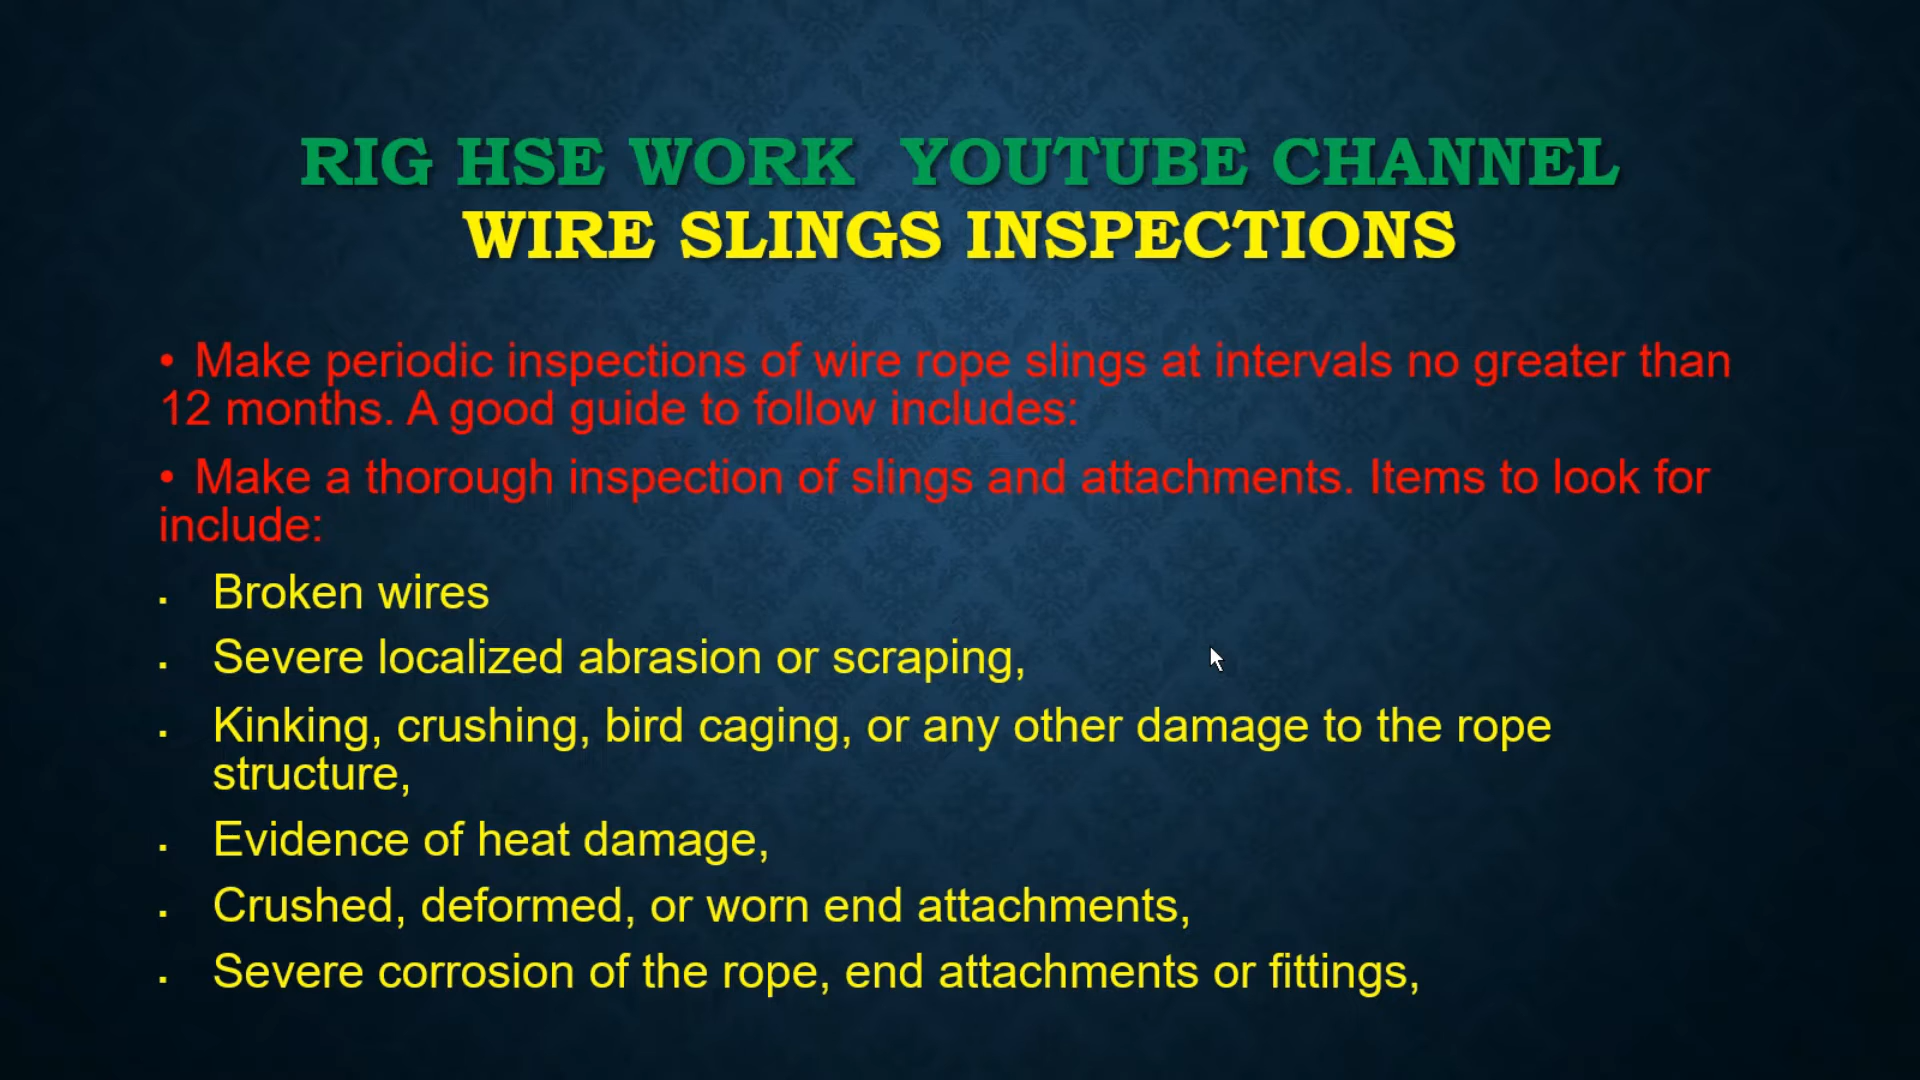 RIG HSE WORK YOUTUBE CHANNEL
WIRE SLINGS INSPECTIONS
• Make periodic inspections of wire rope slings at intervals no greater than
12 months. A good guide to follow includes:
• Make a thorough inspection of slings and attachments. Items to look for
include:
▪ Broken wires
▪ Severe localized abrasion or scraping,
▪ Kinking, crushing, bird caging, or any other damage to the rope
structure,
▪ Evidence of heat damage,
▪ Crushed, deformed, or worn end attachments,
▪ Severe corrosion of the rope, end attachments or fittings,